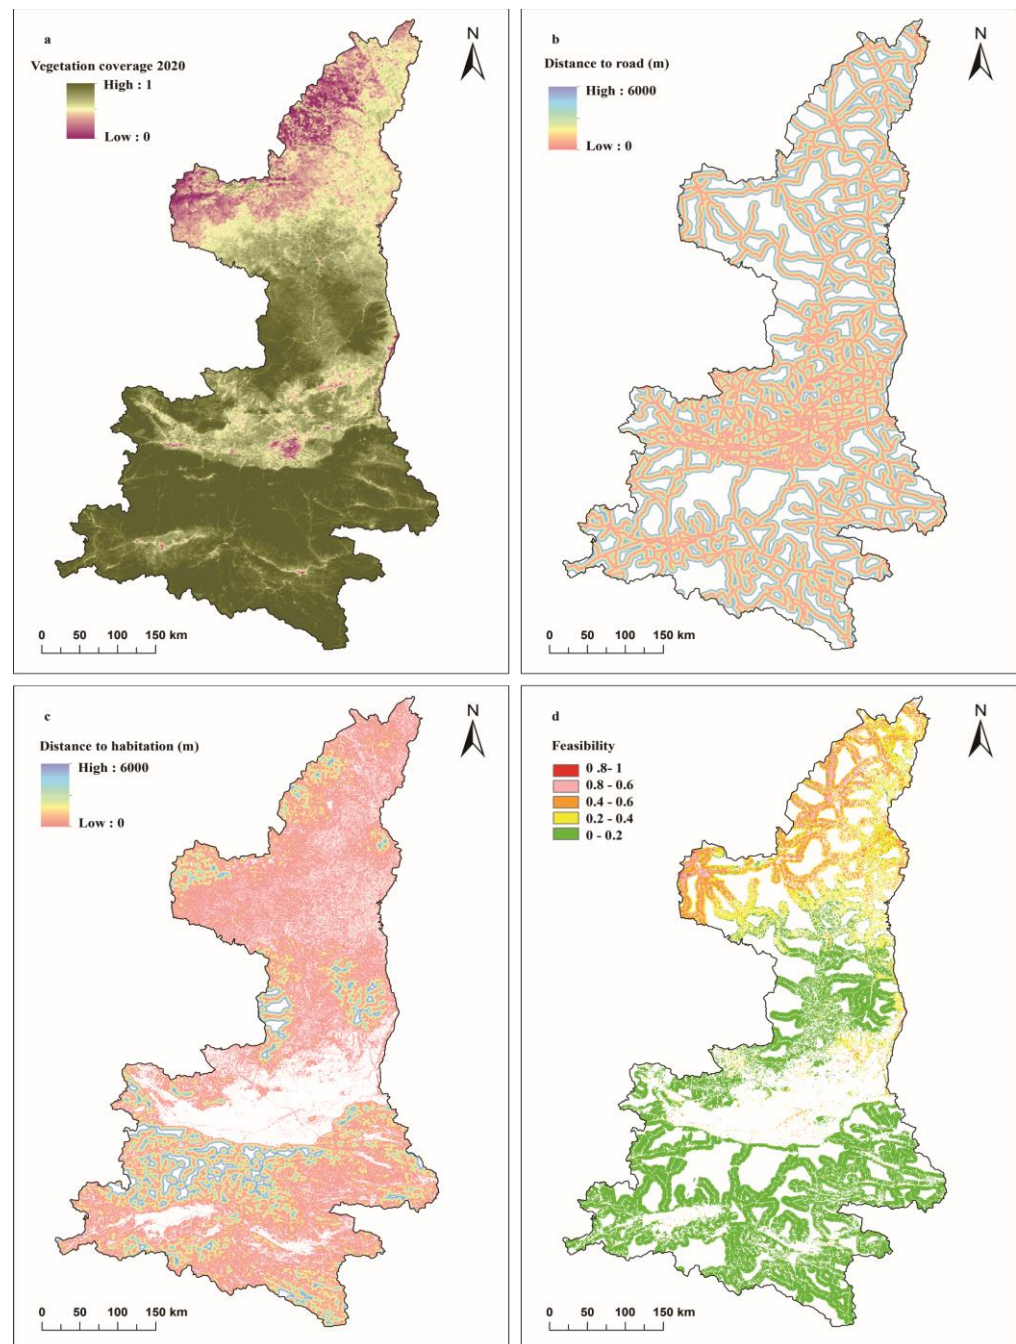 a
N
Vegetation coverage 2020
High : 1
Low : 0
0 50 100 150 km
b
N
Distance to road (m)
High : 6000
Low : 0
0 50 100 150 km
c
N
Distance to habitation (m)
High : 6000
Low : 0
0 50 100 150 km
d
N
Feasibility
0 .8- 1
0.8 - 0.6
0.4 - 0.6
0.2 - 0.4
0 - 0.2
0 50 100 150 km